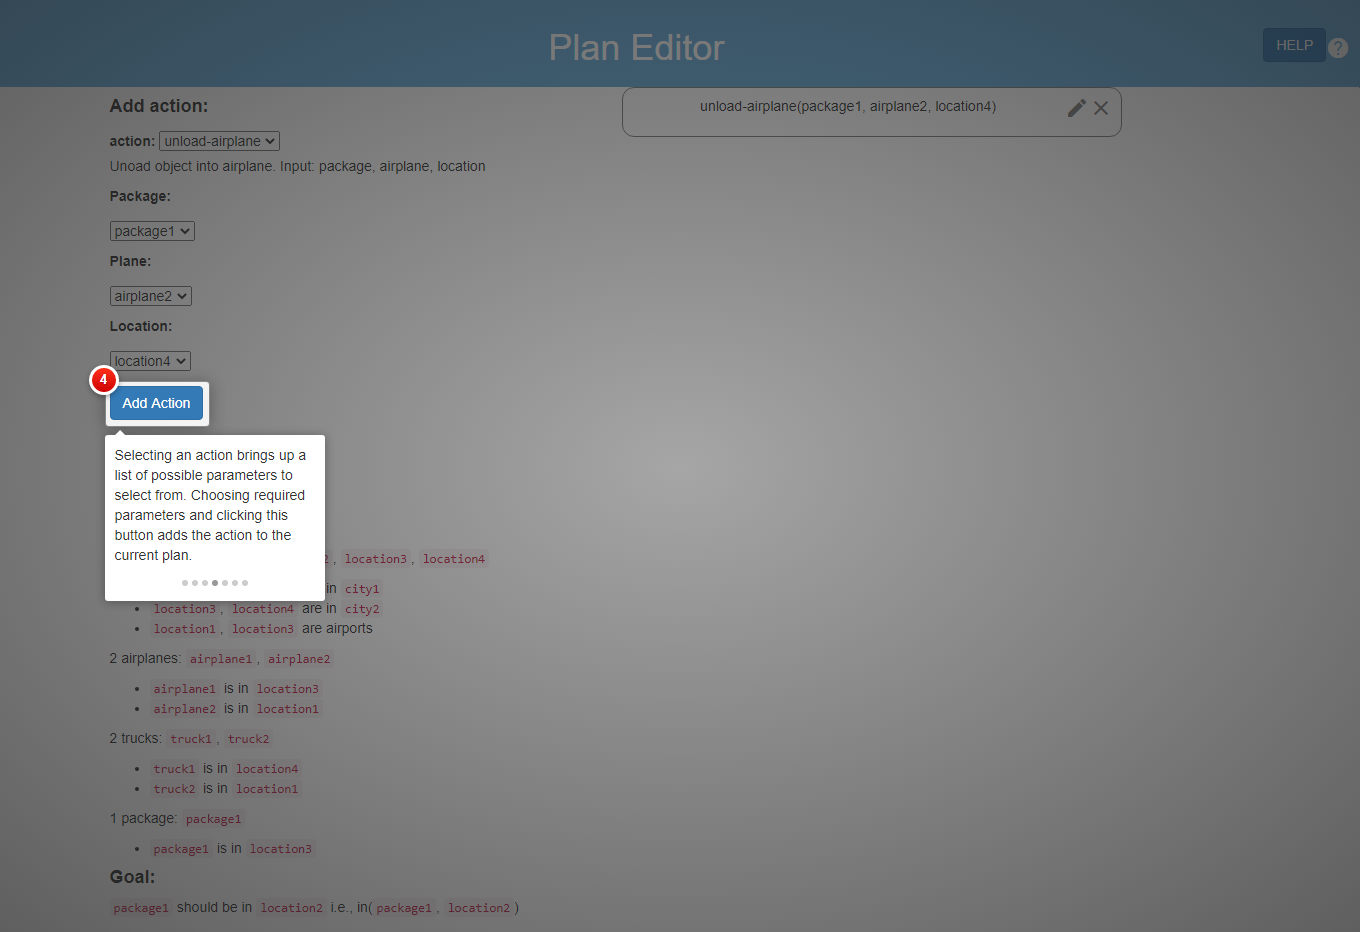 Plan Editor
HELP
?
Add action:
action: unload-airplane
Unoad object into airplane. Input: package, airplane, location
Package:
package1
Plane:
airplane2
Location:
location4
4
Add Action
Selecting an action brings up a
list of possible parameters to
select from. Choosing required
parameters and clicking this
button adds the action to the
current plan.
unload-airplane(package1, airplane2, location4)
2, location3, location4
in city1
location3, location4 are in city2
location1, location3 are airports
2 airplanes: airplane1, airplane2
airplane1 is in location3
airplane2 is in location1
2 trucks: truck1, truck2
truck1 is in location4
truck2 is in location1
1 package: package1
package1 is in location3
Goal:
package1 should be in location2 i.e., in(package1, location2)